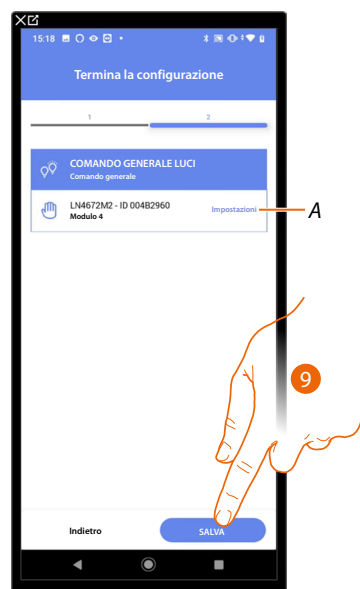 15:18
Termina la configurazione
1 2
COMANDO GENERALE LUCI
Comando generale
LN4672M2 - ID 004B2960
Modulo 4
Impostazioni
A
9
Indietro
SALVA